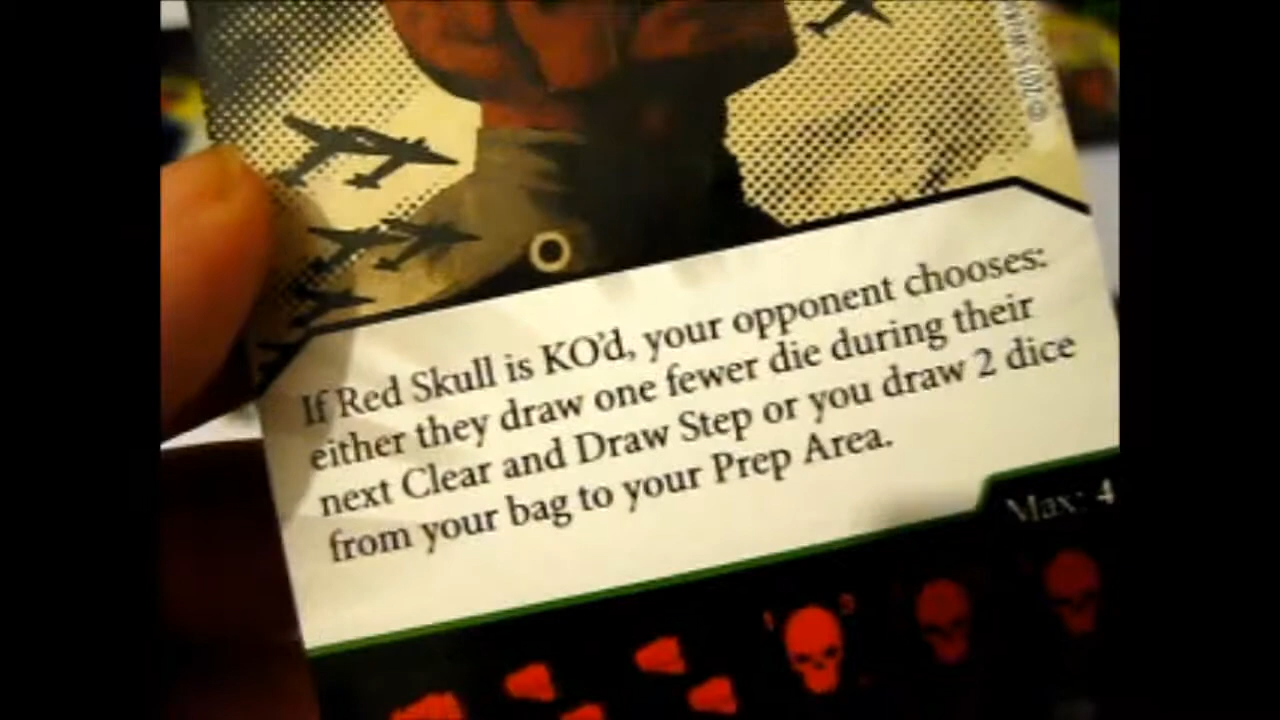 If Red Skull is KO'd, your opponent chooses:
either they draw one fewer die during their
next Clear and Draw Step or you draw 2 dice
from your bag to your Prep Area.
Max: 4